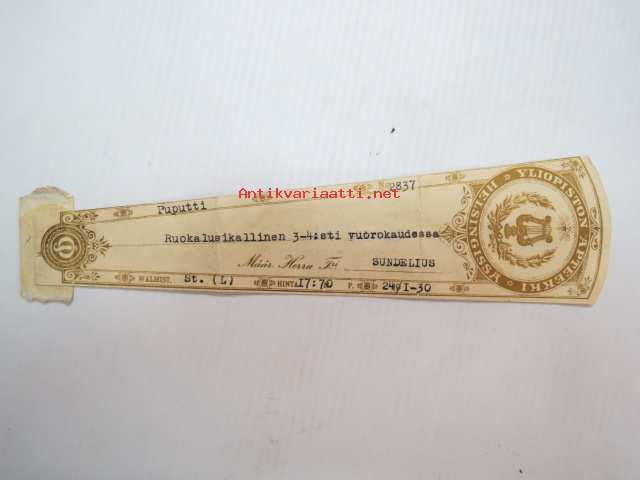 Antikvariaatti.net
Puputti
2837
Ruokalusikallinen 3-4:sti vuorokaudessa
Määr. Herra Tri SUNDELIUS
WALMIST. St. (L) HINTA 17:70 P. 24/I-30
YLIOPISTON APTEEKKI
HELSINGISSÄ